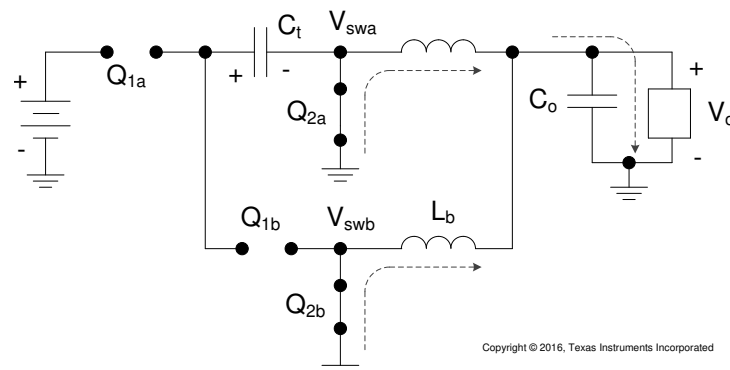 Ct
Vswa
+
Q1a
+
-
+
Q2a
Co
Vo
-
-
Q1b
Vswb
Lb
Q2b
Copyright © 2016, Texas Instruments Incorporated